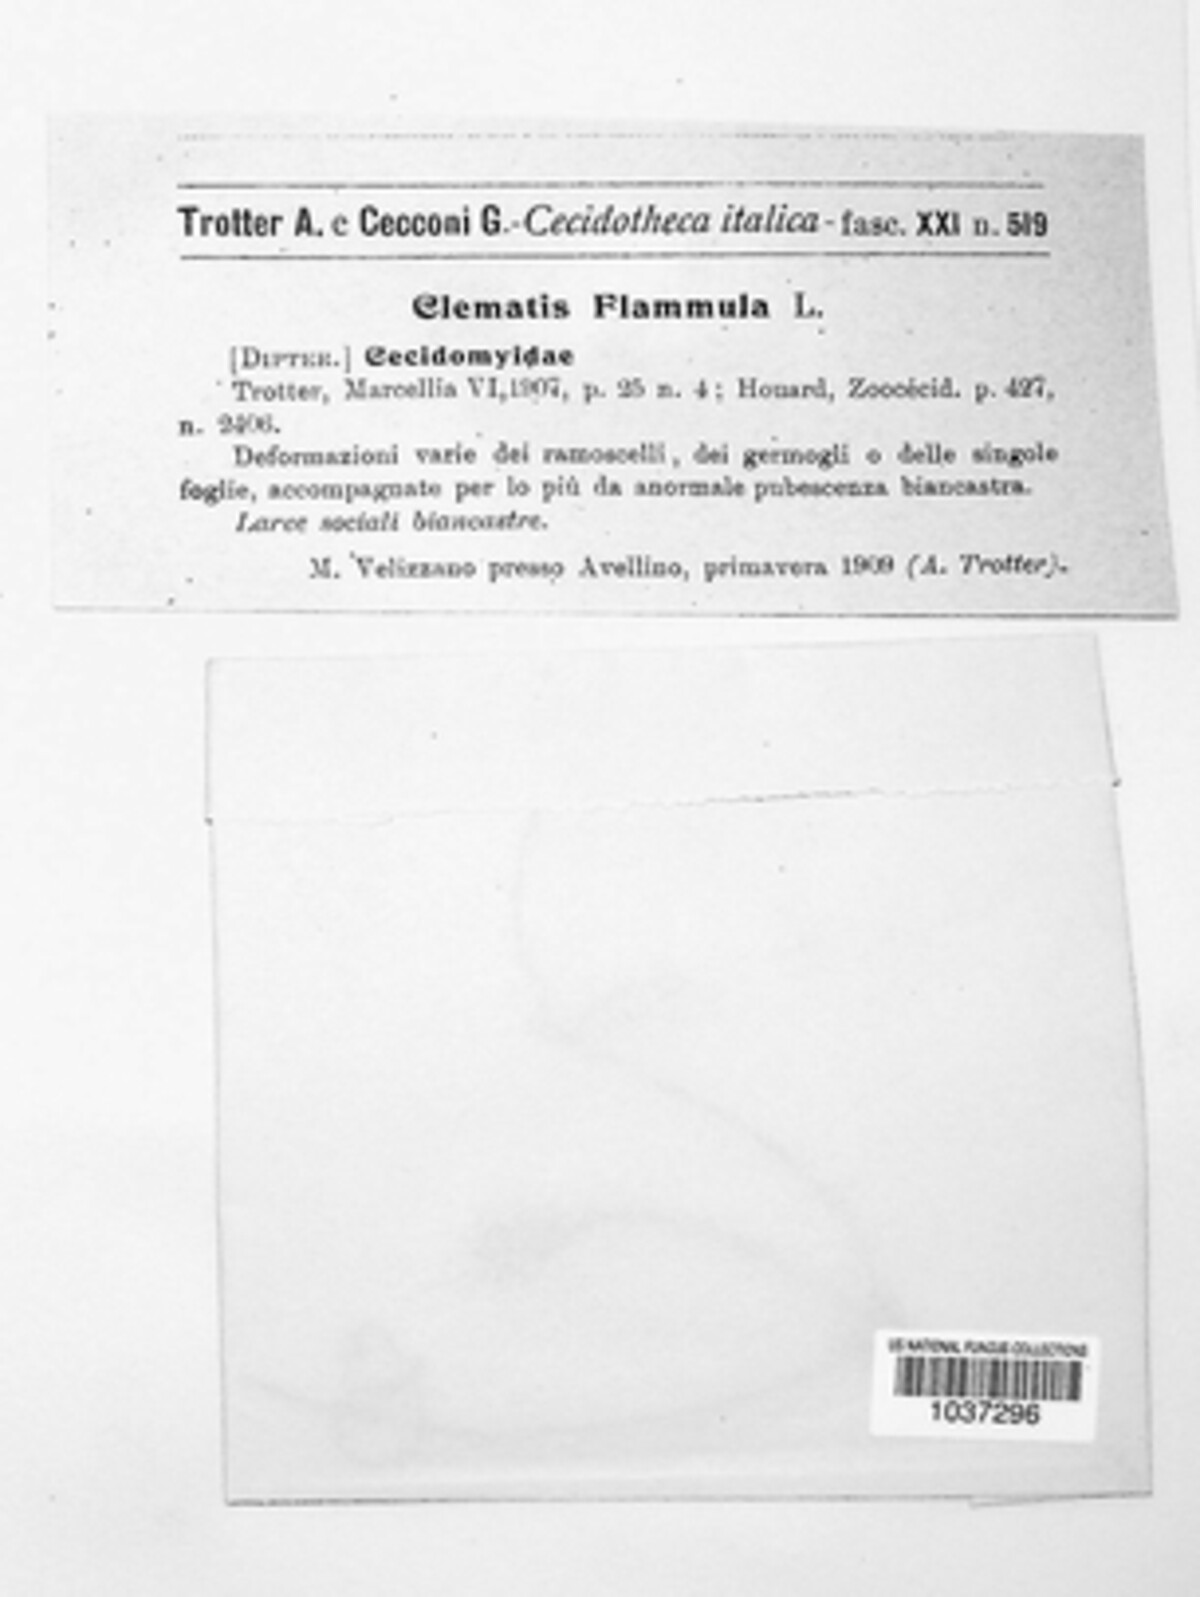 Trotter A. e Cecconi G.-Cecidotheca italica - fasc. XXI n. 519
Clematis Flammula L.
[Dipter.] Cecidomyidae
Trotter, Marcellia VI,1907, p. 25 n. 4; Houard, Zoocécid. p. 427,
n. 2406.
Deformazioni varie dei ramoscelli, dei germogli o delle singole
foglie, accompagnate per lo più da anormale pubescenza biancastra.
Larve sociali biancastre.
M. Velizzano presso Avellino, primavera 1909 (A. Trotter).
US NATIONAL FUNGUS COLLECTIONS
1037296